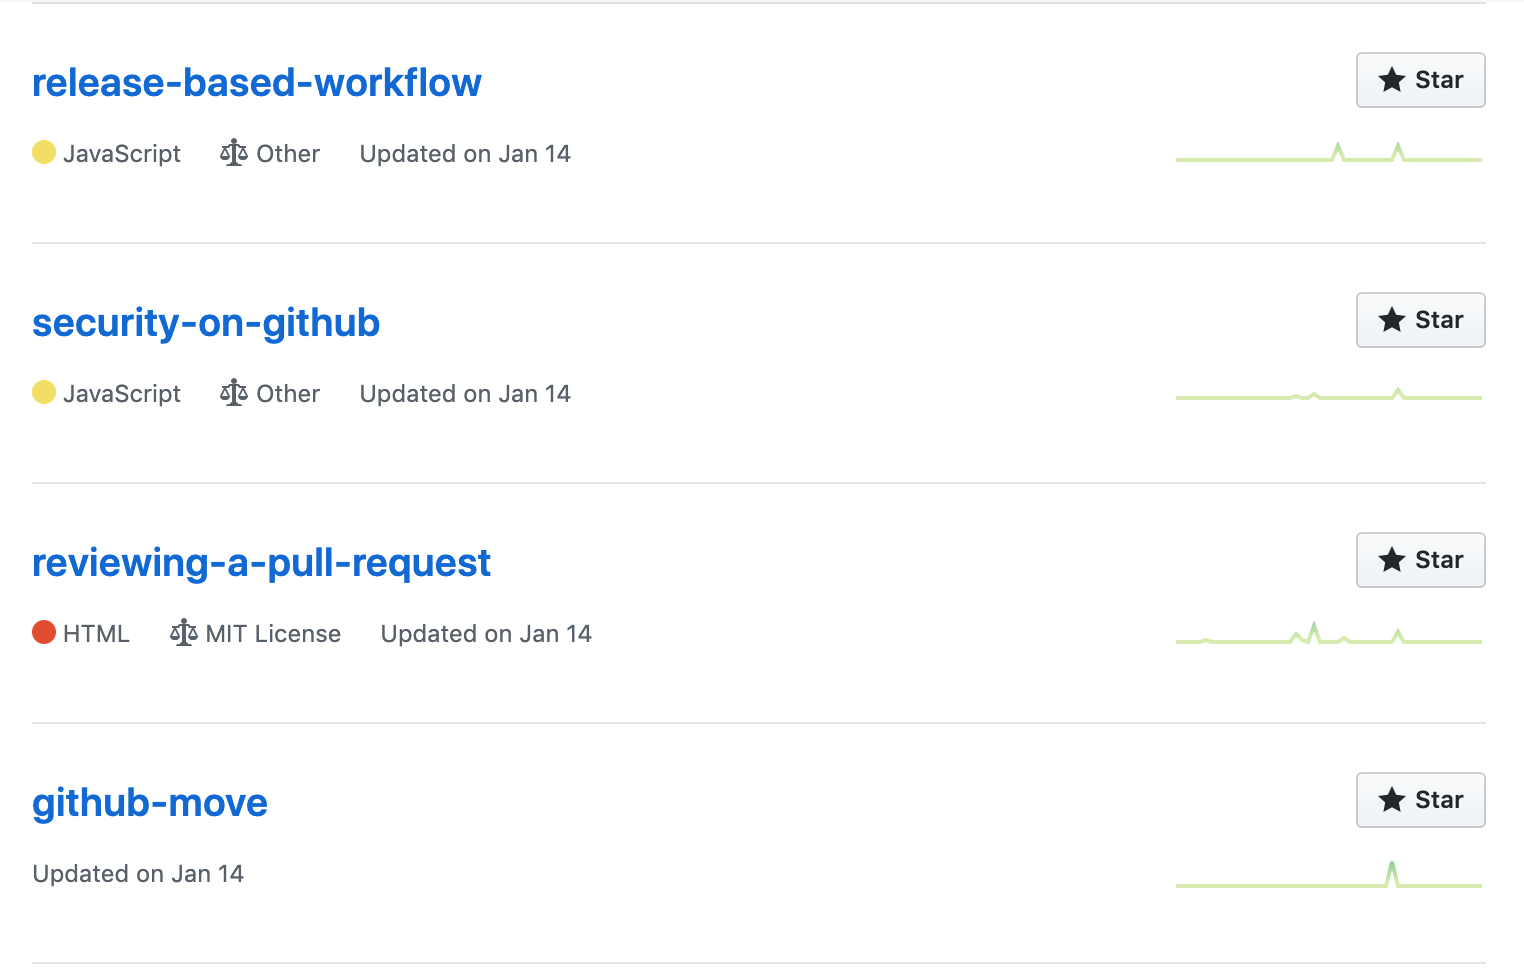 release-based-workflow
Star
JavaScript Other Updated on Jan 14
security-on-github
Star
JavaScript Other Updated on Jan 14
reviewing-a-pull-request
Star
HTML MIT License Updated on Jan 14
github-move
Star
Updated on Jan 14